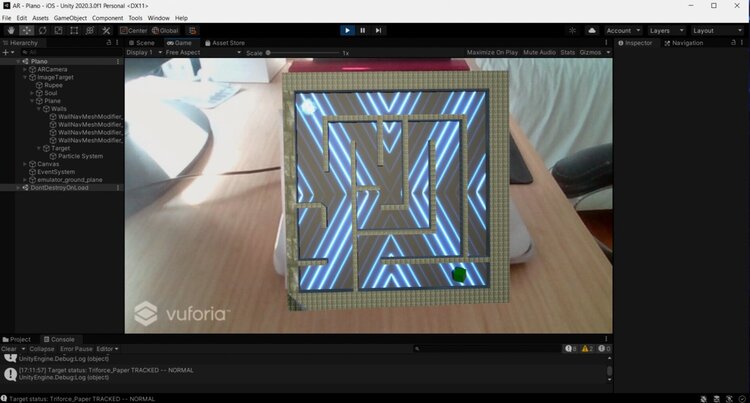 AR - Plano - iOS - Unity 2020.3.0f1 Personal <DX11>
File Edit Assets GameObject Component Tools Window Help
Center Global
Account Layers Layout
Hierarchy Scene Game Asset Store Inspector Navigation
All Display 1 Free Aspect Scale 1x Maximize On Play Mute Audio Stats Gizmos
Plano
ARCamera
ImageTarget
Rupee
Soul
Plane
Walls
WallNavMeshModifier_
WallNavMeshModifier_
WallNavMeshModifier_
WallNavMeshModifier_
Target
Particle System
Canvas
EventSystem
emulator_ground_plane
DontDestroyOnLoad
vuforia™
Project Console
Clear Collapse Error Pause Editor 8 2 0
UnityEngine.Debug:Log (object)
[17:11:57] Target status: Triforce_Paper TRACKED -- NORMAL
UnityEngine.Debug:Log (object)
Target status: Triforce_Paper TRACKED -- NORMAL